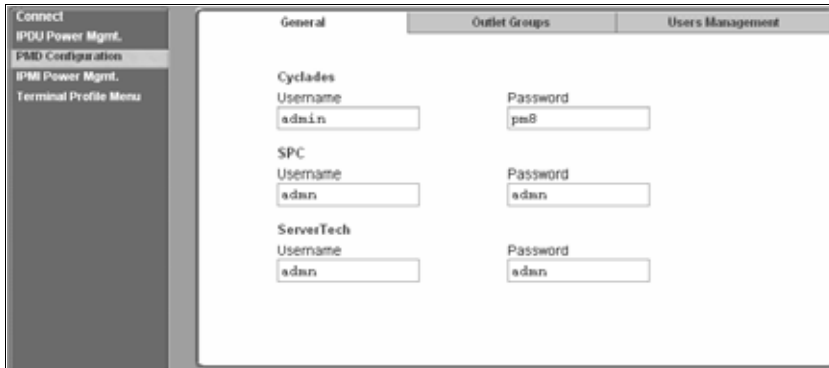 Connect
IPDU Power Mgmt.
PMD Configuration
IPMI Power Mgmt.
Terminal Profile Menu
General
Outlet Groups
Users Management
Cyclades
Username
Password
admin
pm8
SPC
Username
Password
admn
admn
ServerTech
Username
Password
admn
admn